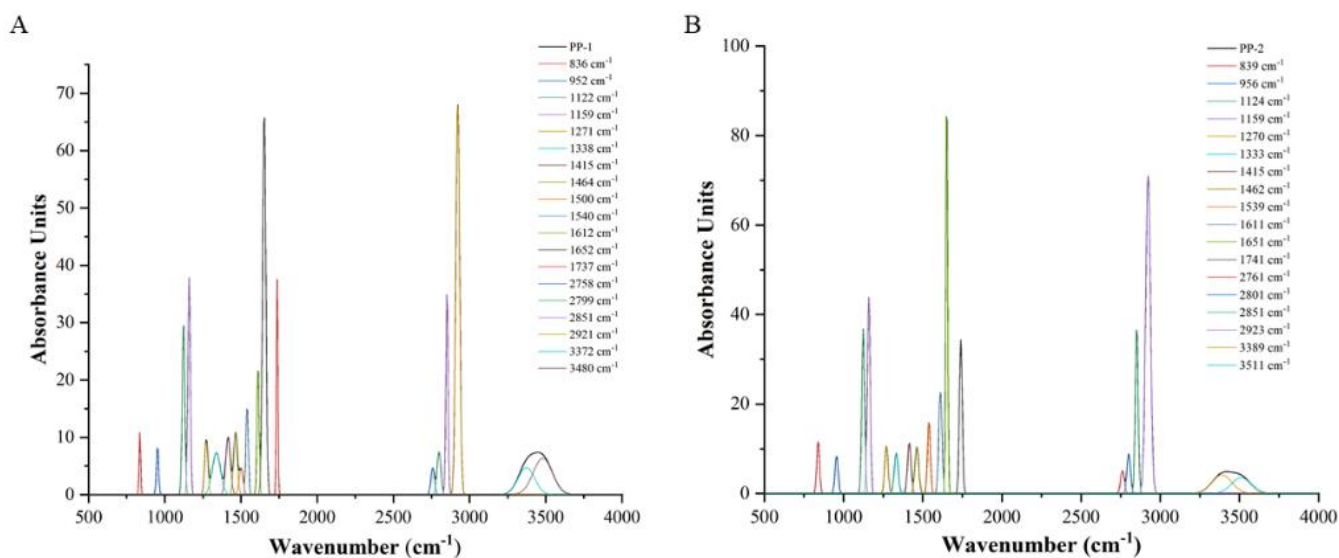 A
PP-1
836 cm⁻¹
952 cm⁻¹
1122 cm⁻¹
1159 cm⁻¹
1271 cm⁻¹
1338 cm⁻¹
1415 cm⁻¹
1464 cm⁻¹
1500 cm⁻¹
1540 cm⁻¹
1612 cm⁻¹
1652 cm⁻¹
1737 cm⁻¹
2758 cm⁻¹
2799 cm⁻¹
2851 cm⁻¹
2921 cm⁻¹
3372 cm⁻¹
3480 cm⁻¹
70
60
50
40
30
20
10
0
Absorbance Units
500 1000 1500 2000 2500 3000 3500 4000
Wavenumber (cm⁻¹)
B
PP-2
839 cm⁻¹
956 cm⁻¹
1124 cm⁻¹
1159 cm⁻¹
1270 cm⁻¹
1333 cm⁻¹
1415 cm⁻¹
1462 cm⁻¹
1539 cm⁻¹
1611 cm⁻¹
1651 cm⁻¹
1741 cm⁻¹
2761 cm⁻¹
2801 cm⁻¹
2851 cm⁻¹
2923 cm⁻¹
3389 cm⁻¹
3511 cm⁻¹
100
80
60
40
20
0
Absorbance Units
500 1000 1500 2000 2500 3000 3500 4000
Wavenumber (cm⁻¹)